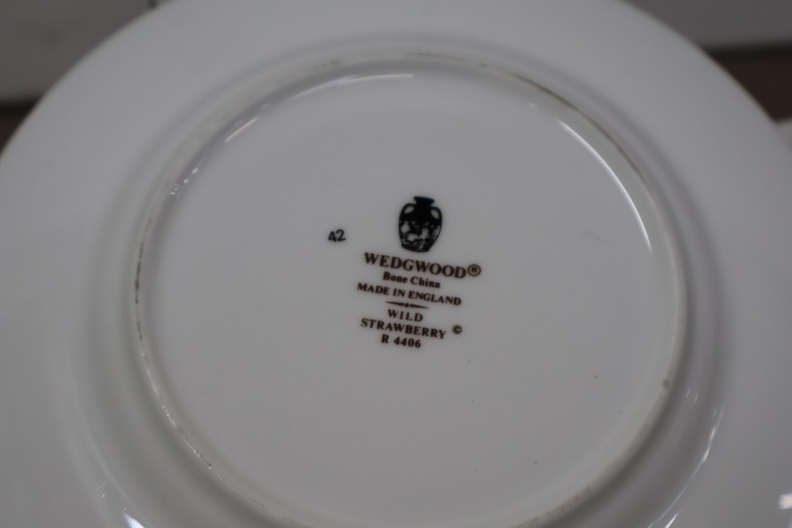 42
WEDGWOOD®
Bone China
MADE IN ENGLAND
WILD
STRAWBERRY ©
R 4406